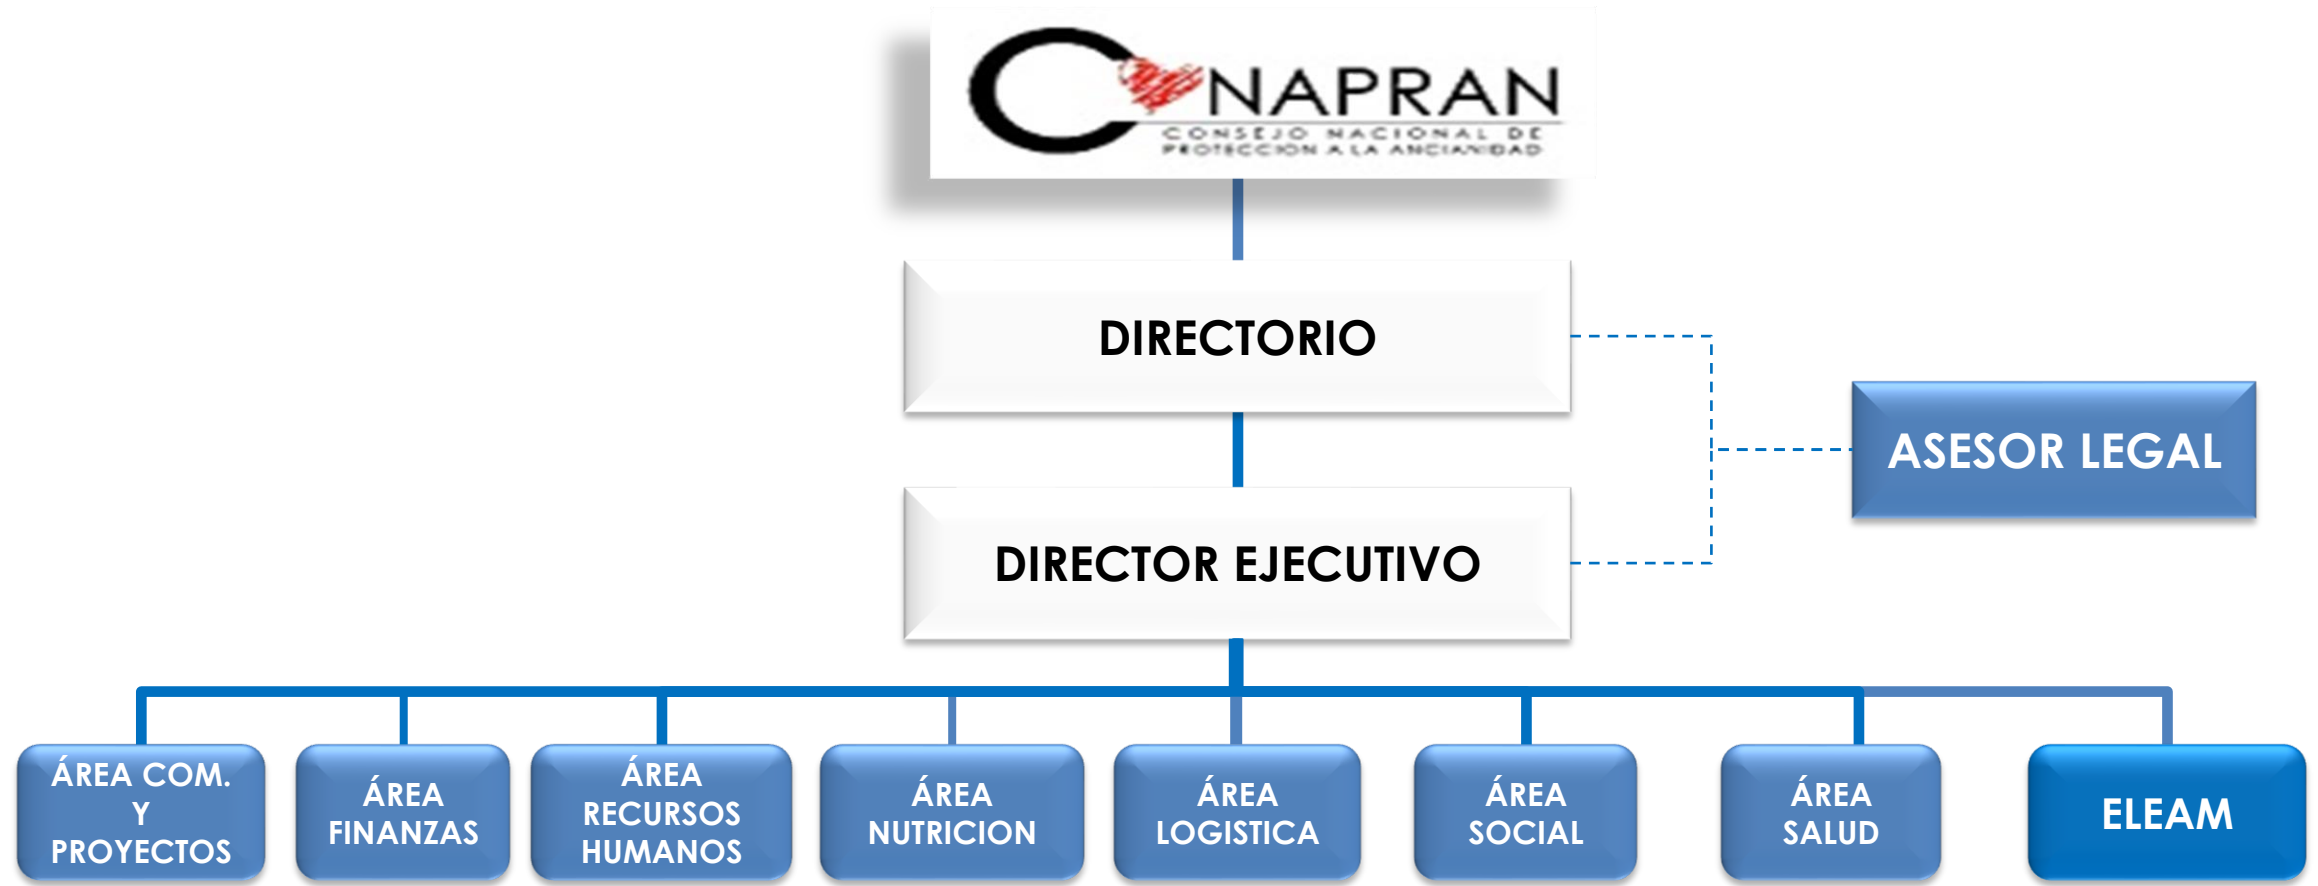 CONAPRAN
CONSEJO NACIONAL DE
PROTECCION A LA ANCIANIDAD
DIRECTORIO
ASESOR LEGAL
DIRECTOR EJECUTIVO
ÁREA COM.
Y
PROYECTOS
ÁREA
FINANZAS
ÁREA
RECURSOS
HUMANOS
ÁREA
NUTRICION
ÁREA
LOGISTICA
ÁREA
SOCIAL
ÁREA
SALUD
ELEAM